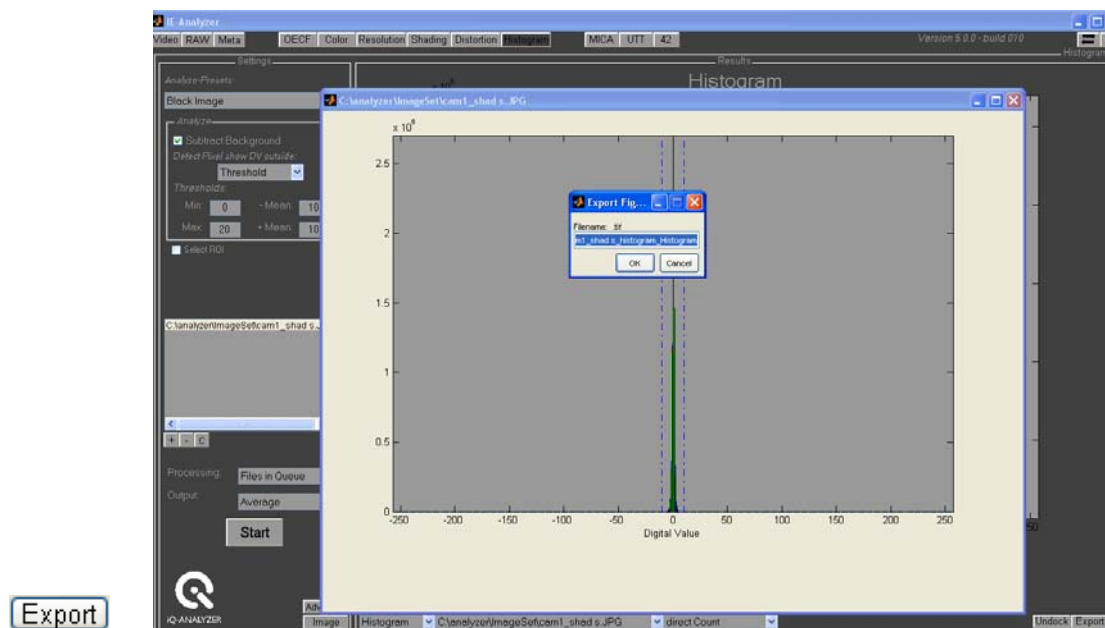 IE-Analyzer
Video RAW Meta OECF Color Resolution Shading Distortion Histogram MICA UTT 42 Version 5.0.0 - build 010
Settings Results Histogram
Analyze-Presets:
Histogram
Black Image
C:\analyzer\ImageSet\cam1_shad s.JPG
Analyze
Subtract Background
Defect Pixel show DV outside:
Threshold
Thresholds:
Min: 0 - Mean: 10
Max: 20 + Mean: 10
Select ROI
x 10^6
2.5
2
1.5
1
0.5
0
-250 -200 -150 -100 -50 0 50 100 150 200 250
Digital Value
Export Fig...
Filename: .tif
m1_shad s_histogram_Histogram
OK Cancel
C:\analyzer\ImageSet\cam1_shad s.J
+ - C
Processing: Files in Queue
Output: Average
Start
iQ-ANALYZER
Adv
Image Histogram C:\analyzer\ImageSet\cam1_shad s.JPG direct Count Undock Export
Export